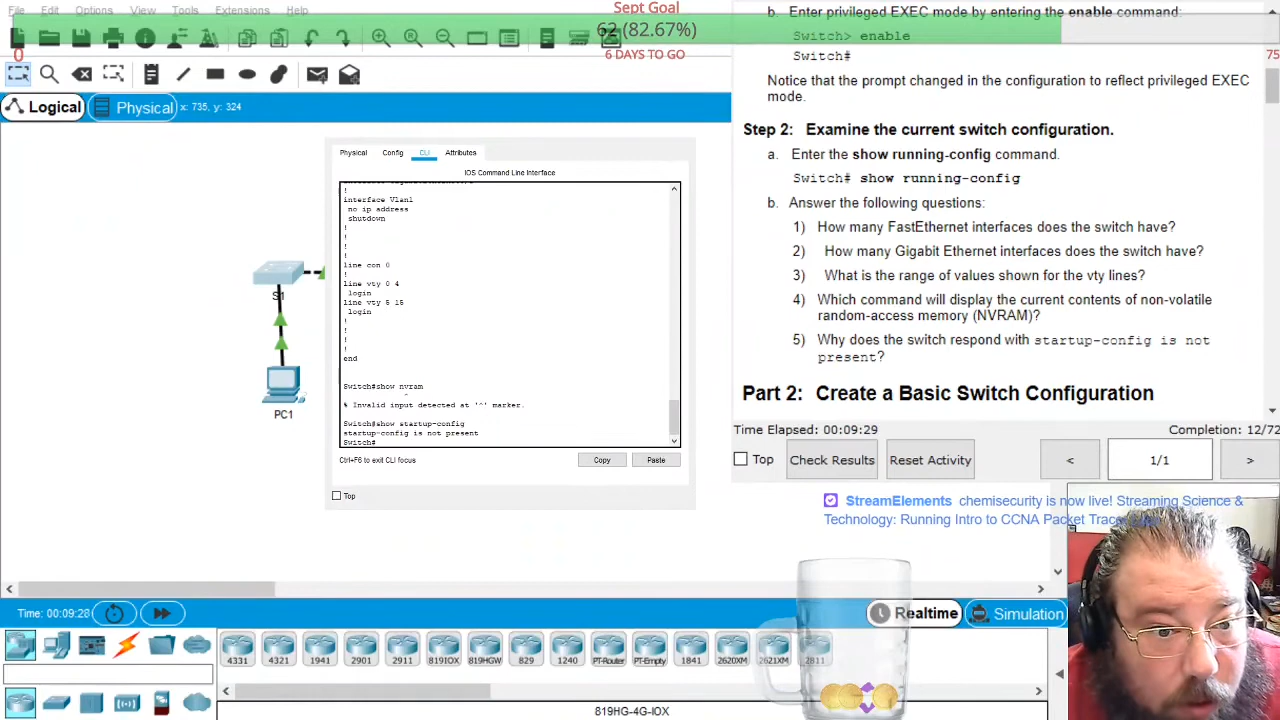 File Edit Options View Tools Extensions Help
Sept Goal
62 (82.67%)
6 DAYS TO GO
0
75
Logical
Physical
x: 735, y: 324
Physical Config CLI Attributes
IOS Command Line Interface
!
interface Vlan1
no ip address
shutdown
!
!
!
!
line con 0
!
line vty 0 4
login
line vty 5 15
login
!
!
!
!
end
Switch#show nvram
^
% Invalid input detected at '^' marker.
Switch#show startup-config
startup-config is not present
Switch#
Ctrl+F6 to exit CLI focus
Copy
Paste
Top
S1
PC1
b. Enter privileged EXEC mode by entering the enable command:
Switch> enable
Switch#
Notice that the prompt changed in the configuration to reflect privileged EXEC
mode.
Step 2: Examine the current switch configuration.
a. Enter the show running-config command.
Switch# show running-config
b. Answer the following questions:
1) How many FastEthernet interfaces does the switch have?
2) How many Gigabit Ethernet interfaces does the switch have?
3) What is the range of values shown for the vty lines?
4) Which command will display the current contents of non-volatile
random-access memory (NVRAM)?
5) Why does the switch respond with startup-config is not
present?
Part 2: Create a Basic Switch Configuration
Time Elapsed: 00:09:29
Completion: 12/72
Top
Check Results
Reset Activity
<
1/1
>
StreamElements chemisecurity is now live! Streaming Science &
Technology: Running Intro to CCNA Packet Tracer
Time: 00:09:28
Realtime
Simulation
4331 4321 1941 2901 2911 819IOX 819HGW 829 1240 PT-Router PT-Empty 1841 2620XM 2621XM 2811
819HG-4G-IOX